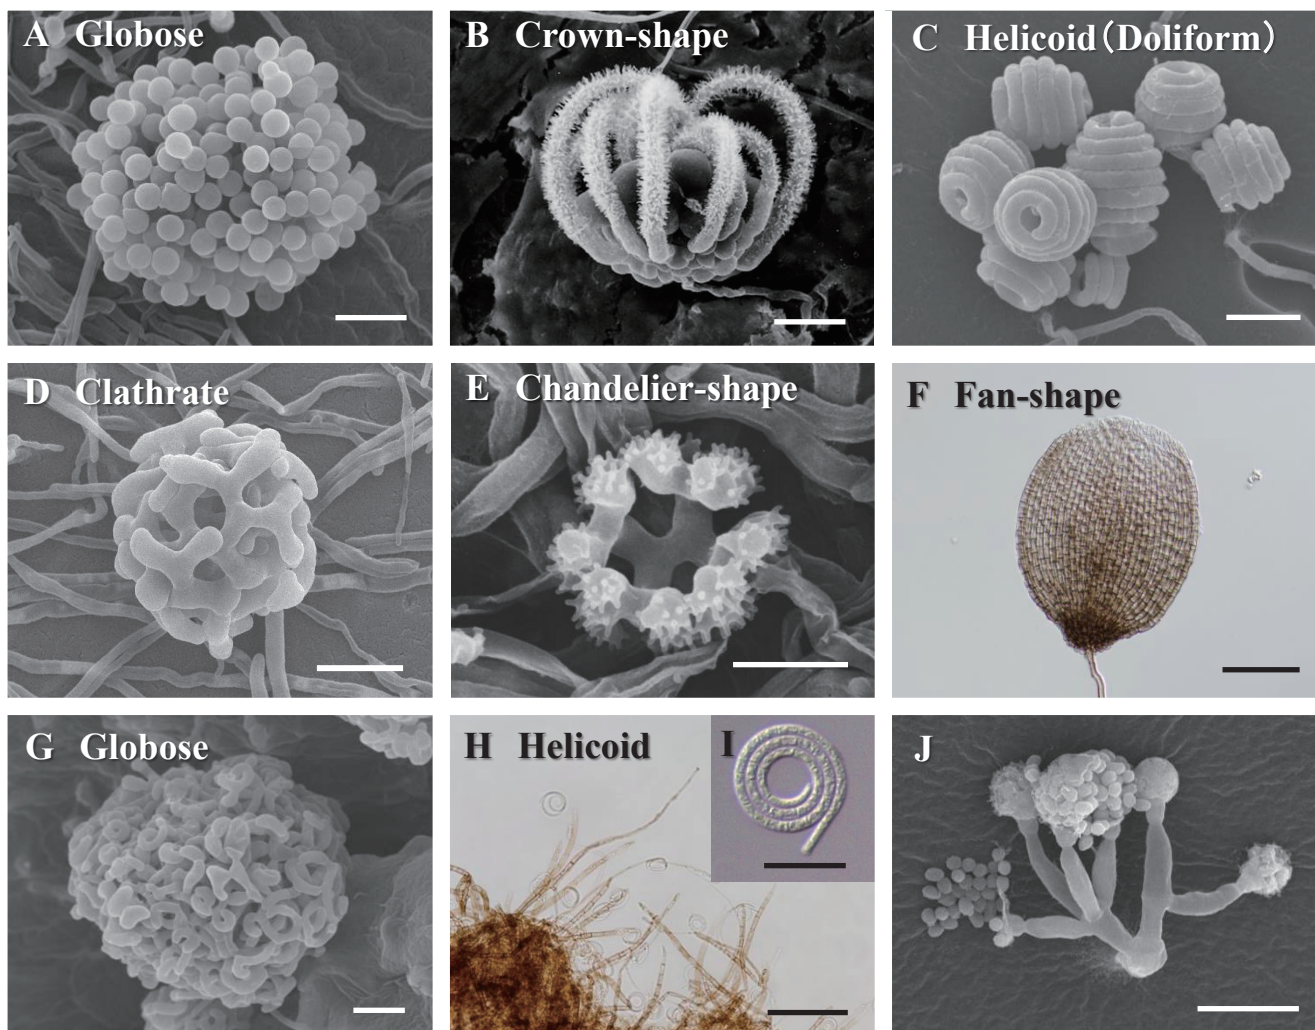 A Globose
B Crown-shape
C Helicoid（Doliform）
D Clathrate
E Chandelier-shape
F Fan-shape
G Globose
H Helicoid
I
J